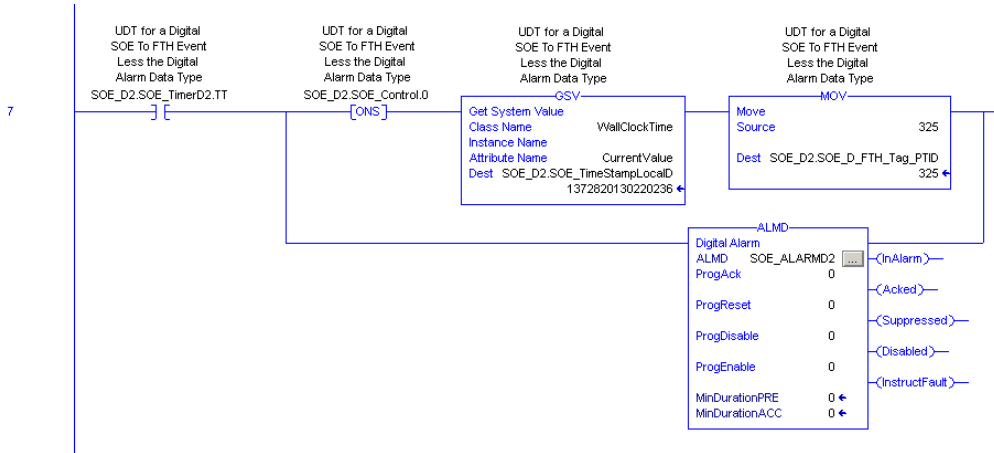 UDT for a Digital
SOE To FTH Event
Less the Digital
Alarm Data Type
SOE_D2.SOE_TimerD2.TT
UDT for a Digital
SOE To FTH Event
Less the Digital
Alarm Data Type
SOE_D2.SOE_Control.0
ONS
UDT for a Digital
SOE To FTH Event
Less the Digital
Alarm Data Type
GSV
Get System Value
Class Name WallClockTime
Instance Name
Attribute Name CurrentValue
Dest SOE_D2.SOE_TimeStampLocalD
1372820130220236
UDT for a Digital
SOE To FTH Event
Less the Digital
Alarm Data Type
MOV
Move
Source 325
Dest SOE_D2.SOE_D_FTH_Tag_PTID
325
7
ALMD
Digital Alarm
ALMD SOE_ALARMD2 ...
ProgAck 0
ProgReset 0
ProgDisable 0
ProgEnable 0
MinDurationPRE 0
MinDurationACC 0
(InAlarm)
(Acked)
(Suppressed)
(Disabled)
(InstructFault)